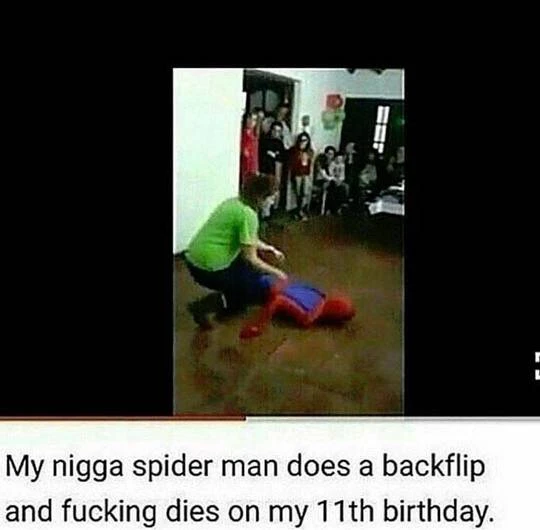 My nigga spider man does a backflip
and fucking dies on my 11th birthday.